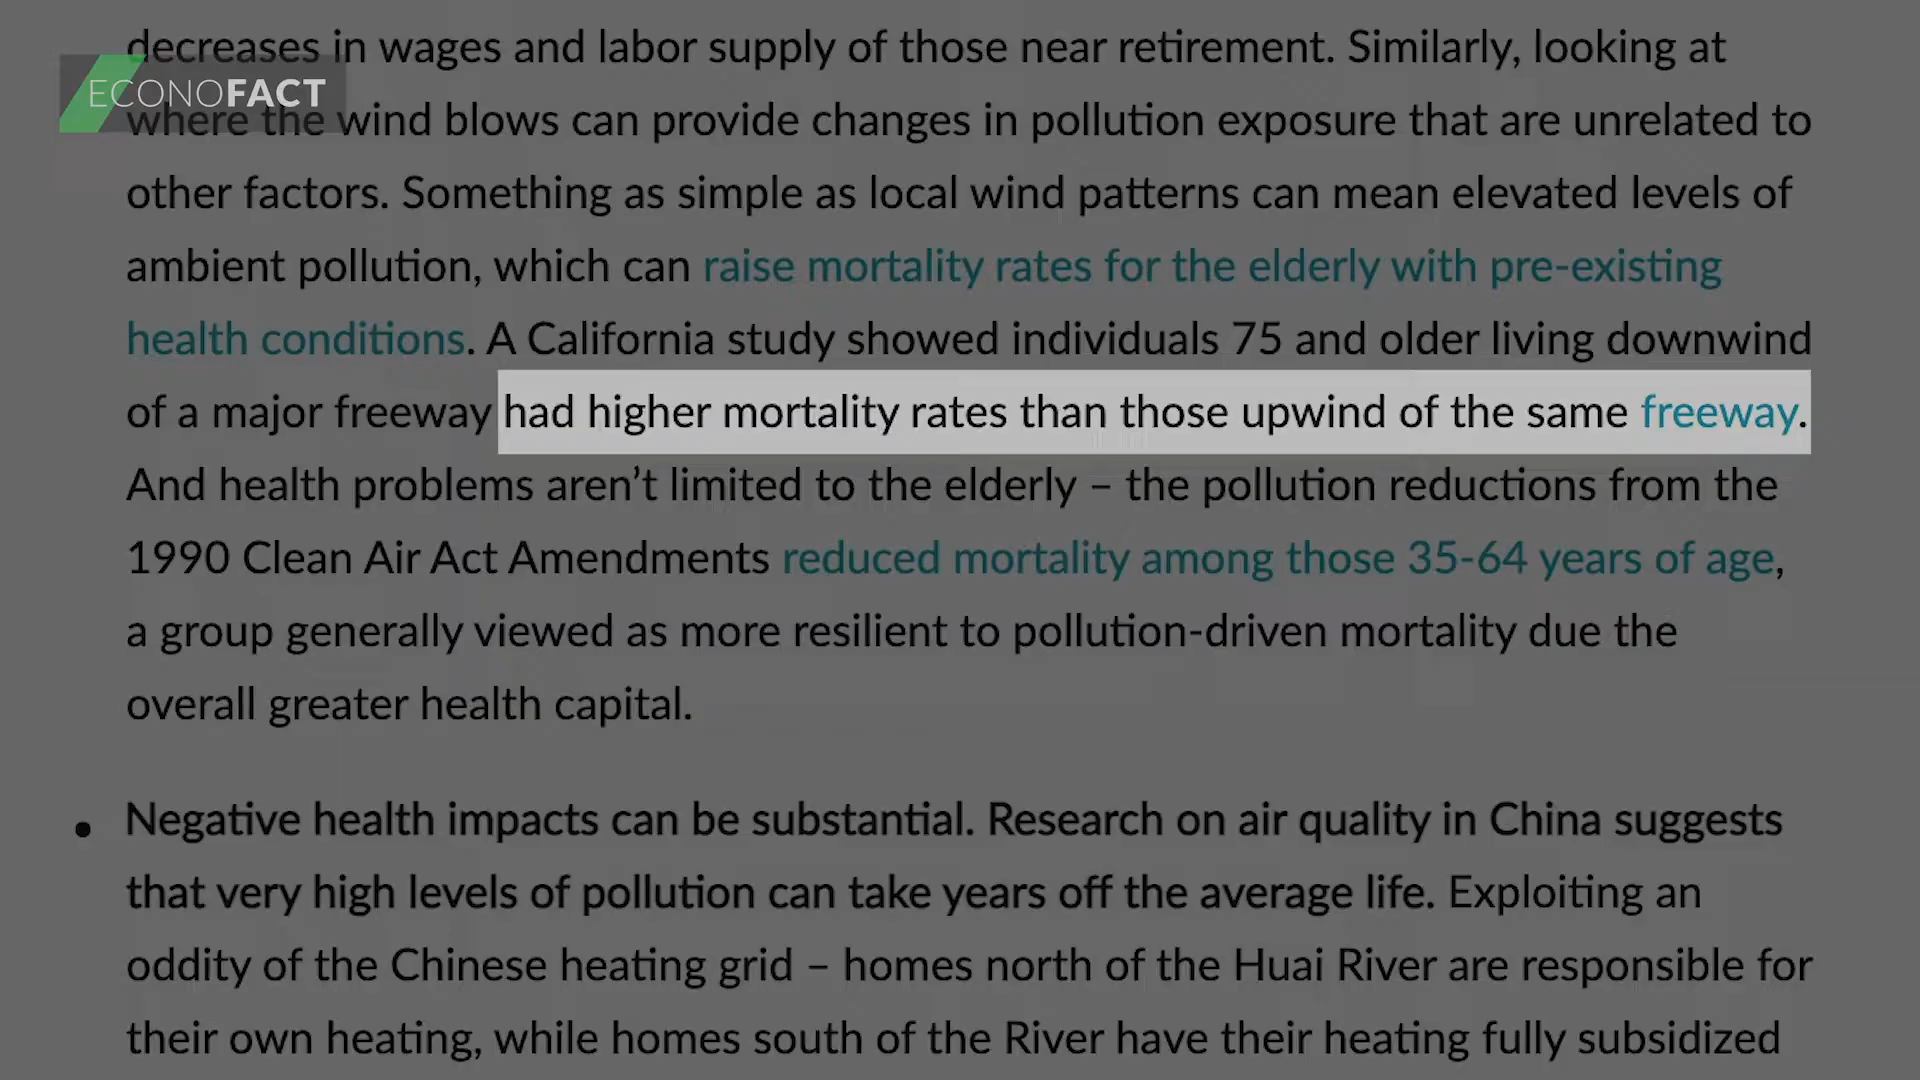 decreases in wages and labor supply of those near retirement. Similarly, looking at
ECONOFACT
where the wind blows can provide changes in pollution exposure that are unrelated to
other factors. Something as simple as local wind patterns can mean elevated levels of
ambient pollution, which can raise mortality rates for the elderly with pre-existing
health conditions. A California study showed individuals 75 and older living downwind
of a major freeway had higher mortality rates than those upwind of the same freeway.
And health problems aren’t limited to the elderly – the pollution reductions from the
1990 Clean Air Act Amendments reduced mortality among those 35-64 years of age,
a group generally viewed as more resilient to pollution-driven mortality due the
overall greater health capital.
• Negative health impacts can be substantial. Research on air quality in China suggests
that very high levels of pollution can take years off the average life. Exploiting an
oddity of the Chinese heating grid – homes north of the Huai River are responsible for
their own heating, while homes south of the River have their heating fully subsidized